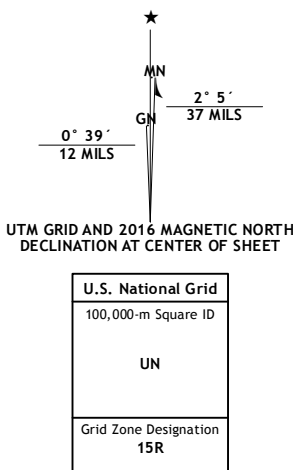 ★
MN
GN
2° 5´
37 MILS
0° 39´
12 MILS
UTM GRID AND 2016 MAGNETIC NORTH
DECLINATION AT CENTER OF SHEET
U.S. National Grid
100,000-m Square ID
UN
Grid Zone Designation
15R